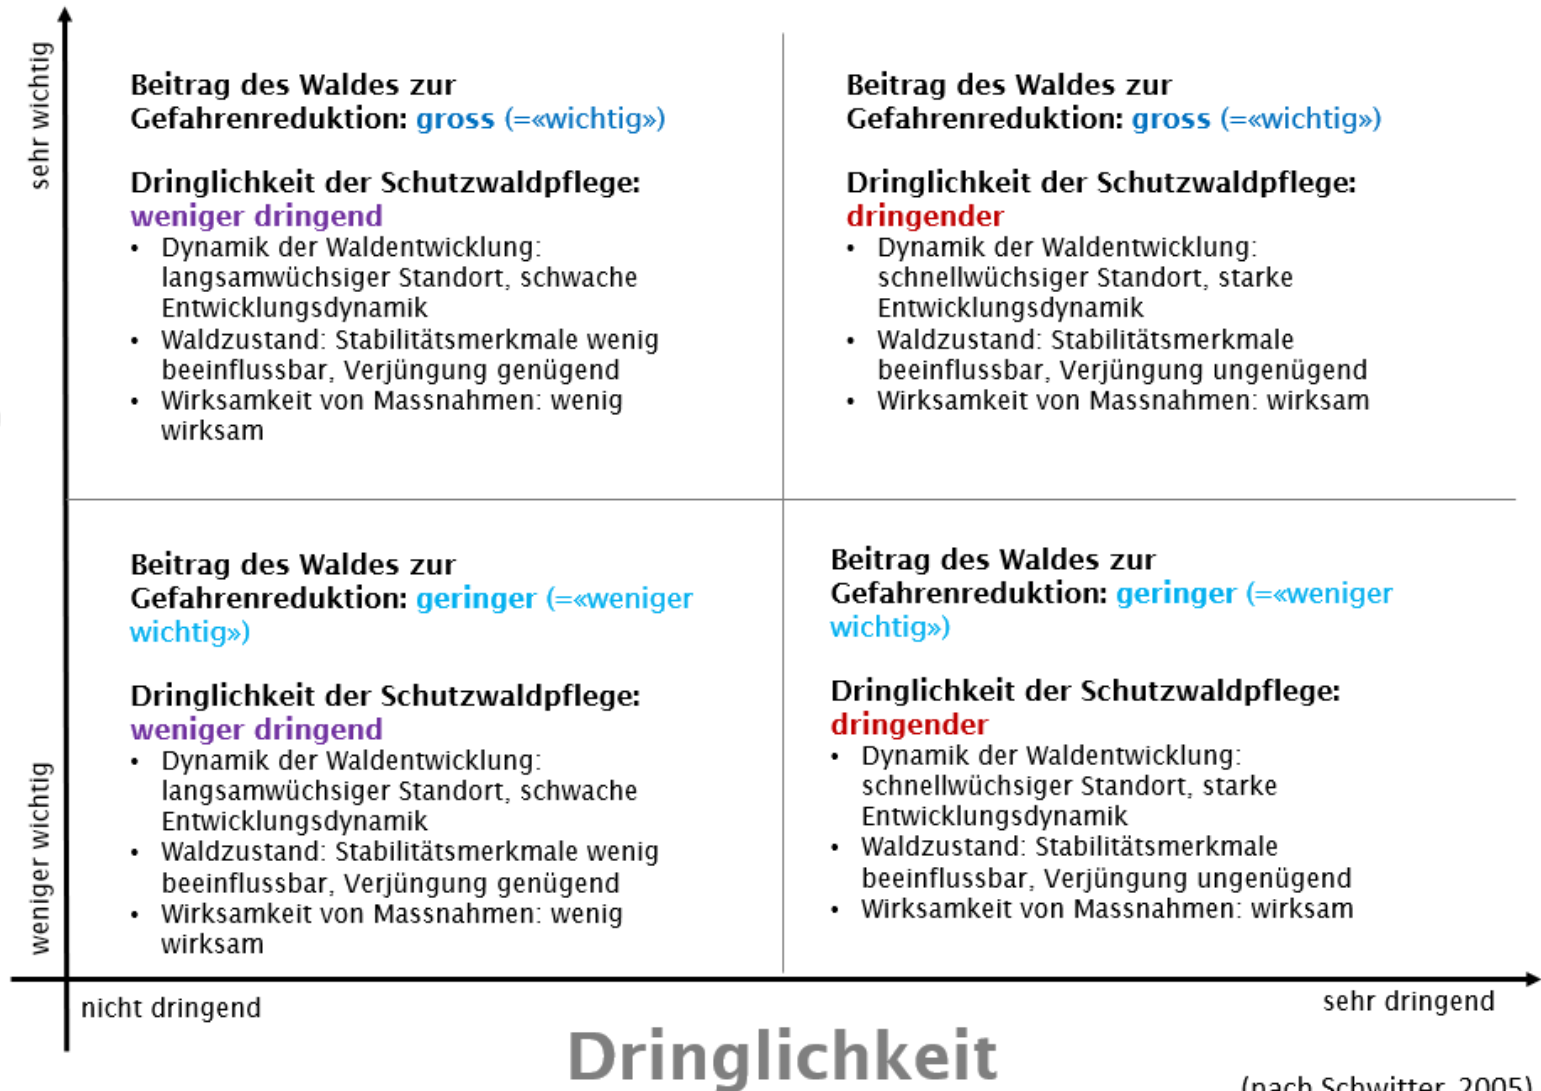 sehr wichtig
Beitrag des Waldes zur
Gefahrenreduktion: gross (=«wichtig»)
Dringlichkeit der Schutzwaldpflege:
weniger dringend
• Dynamik der Waldentwicklung:
langsamwüchsiger Standort, schwache
Entwicklungsdynamik
• Waldzustand: Stabilitätsmerkmale wenig
beeinflussbar, Verjüngung genügend
• Wirksamkeit von Massnahmen: wenig
wirksam
Beitrag des Waldes zur
Gefahrenreduktion: gross (=«wichtig»)
Dringlichkeit der Schutzwaldpflege:
dringender
• Dynamik der Waldentwicklung:
schnellwüchsiger Standort, starke
Entwicklungsdynamik
• Waldzustand: Stabilitätsmerkmale
beeinflussbar, Verjüngung ungenügend
• Wirksamkeit von Massnahmen: wirksam
weniger wichtig
Beitrag des Waldes zur
Gefahrenreduktion: geringer (=«weniger
wichtig»)
Dringlichkeit der Schutzwaldpflege:
weniger dringend
• Dynamik der Waldentwicklung:
langsamwüchsiger Standort, schwache
Entwicklungsdynamik
• Waldzustand: Stabilitätsmerkmale wenig
beeinflussbar, Verjüngung genügend
• Wirksamkeit von Massnahmen: wenig
wirksam
Beitrag des Waldes zur
Gefahrenreduktion: geringer (=«weniger
wichtig»)
Dringlichkeit der Schutzwaldpflege:
dringender
• Dynamik der Waldentwicklung:
schnellwüchsiger Standort, starke
Entwicklungsdynamik
• Waldzustand: Stabilitätsmerkmale
beeinflussbar, Verjüngung ungenügend
• Wirksamkeit von Massnahmen: wirksam
nicht dringend
sehr dringend
Dringlichkeit
(nach Schwitter, 2005)